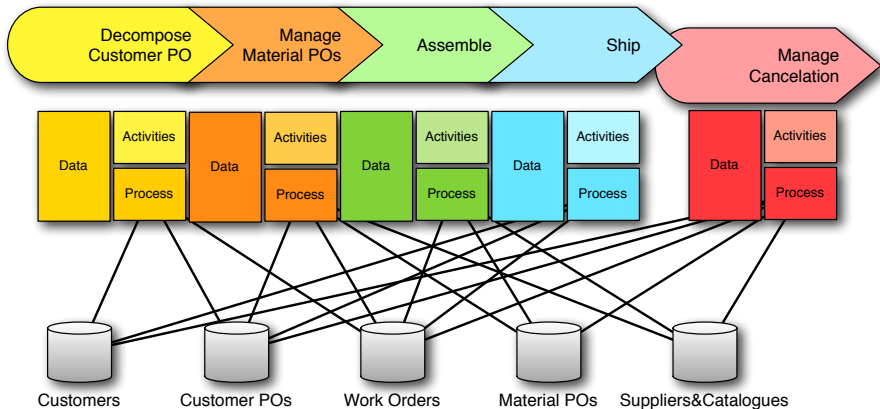 Decompose
Customer PO
Manage
Material POs
Assemble
Ship
Manage
Cancelation
Data
Activities
Process
Data
Activities
Process
Data
Activities
Process
Data
Activities
Process
Data
Activities
Process
Customers
Customer POs
Work Orders
Material POs
Suppliers&Catalogues